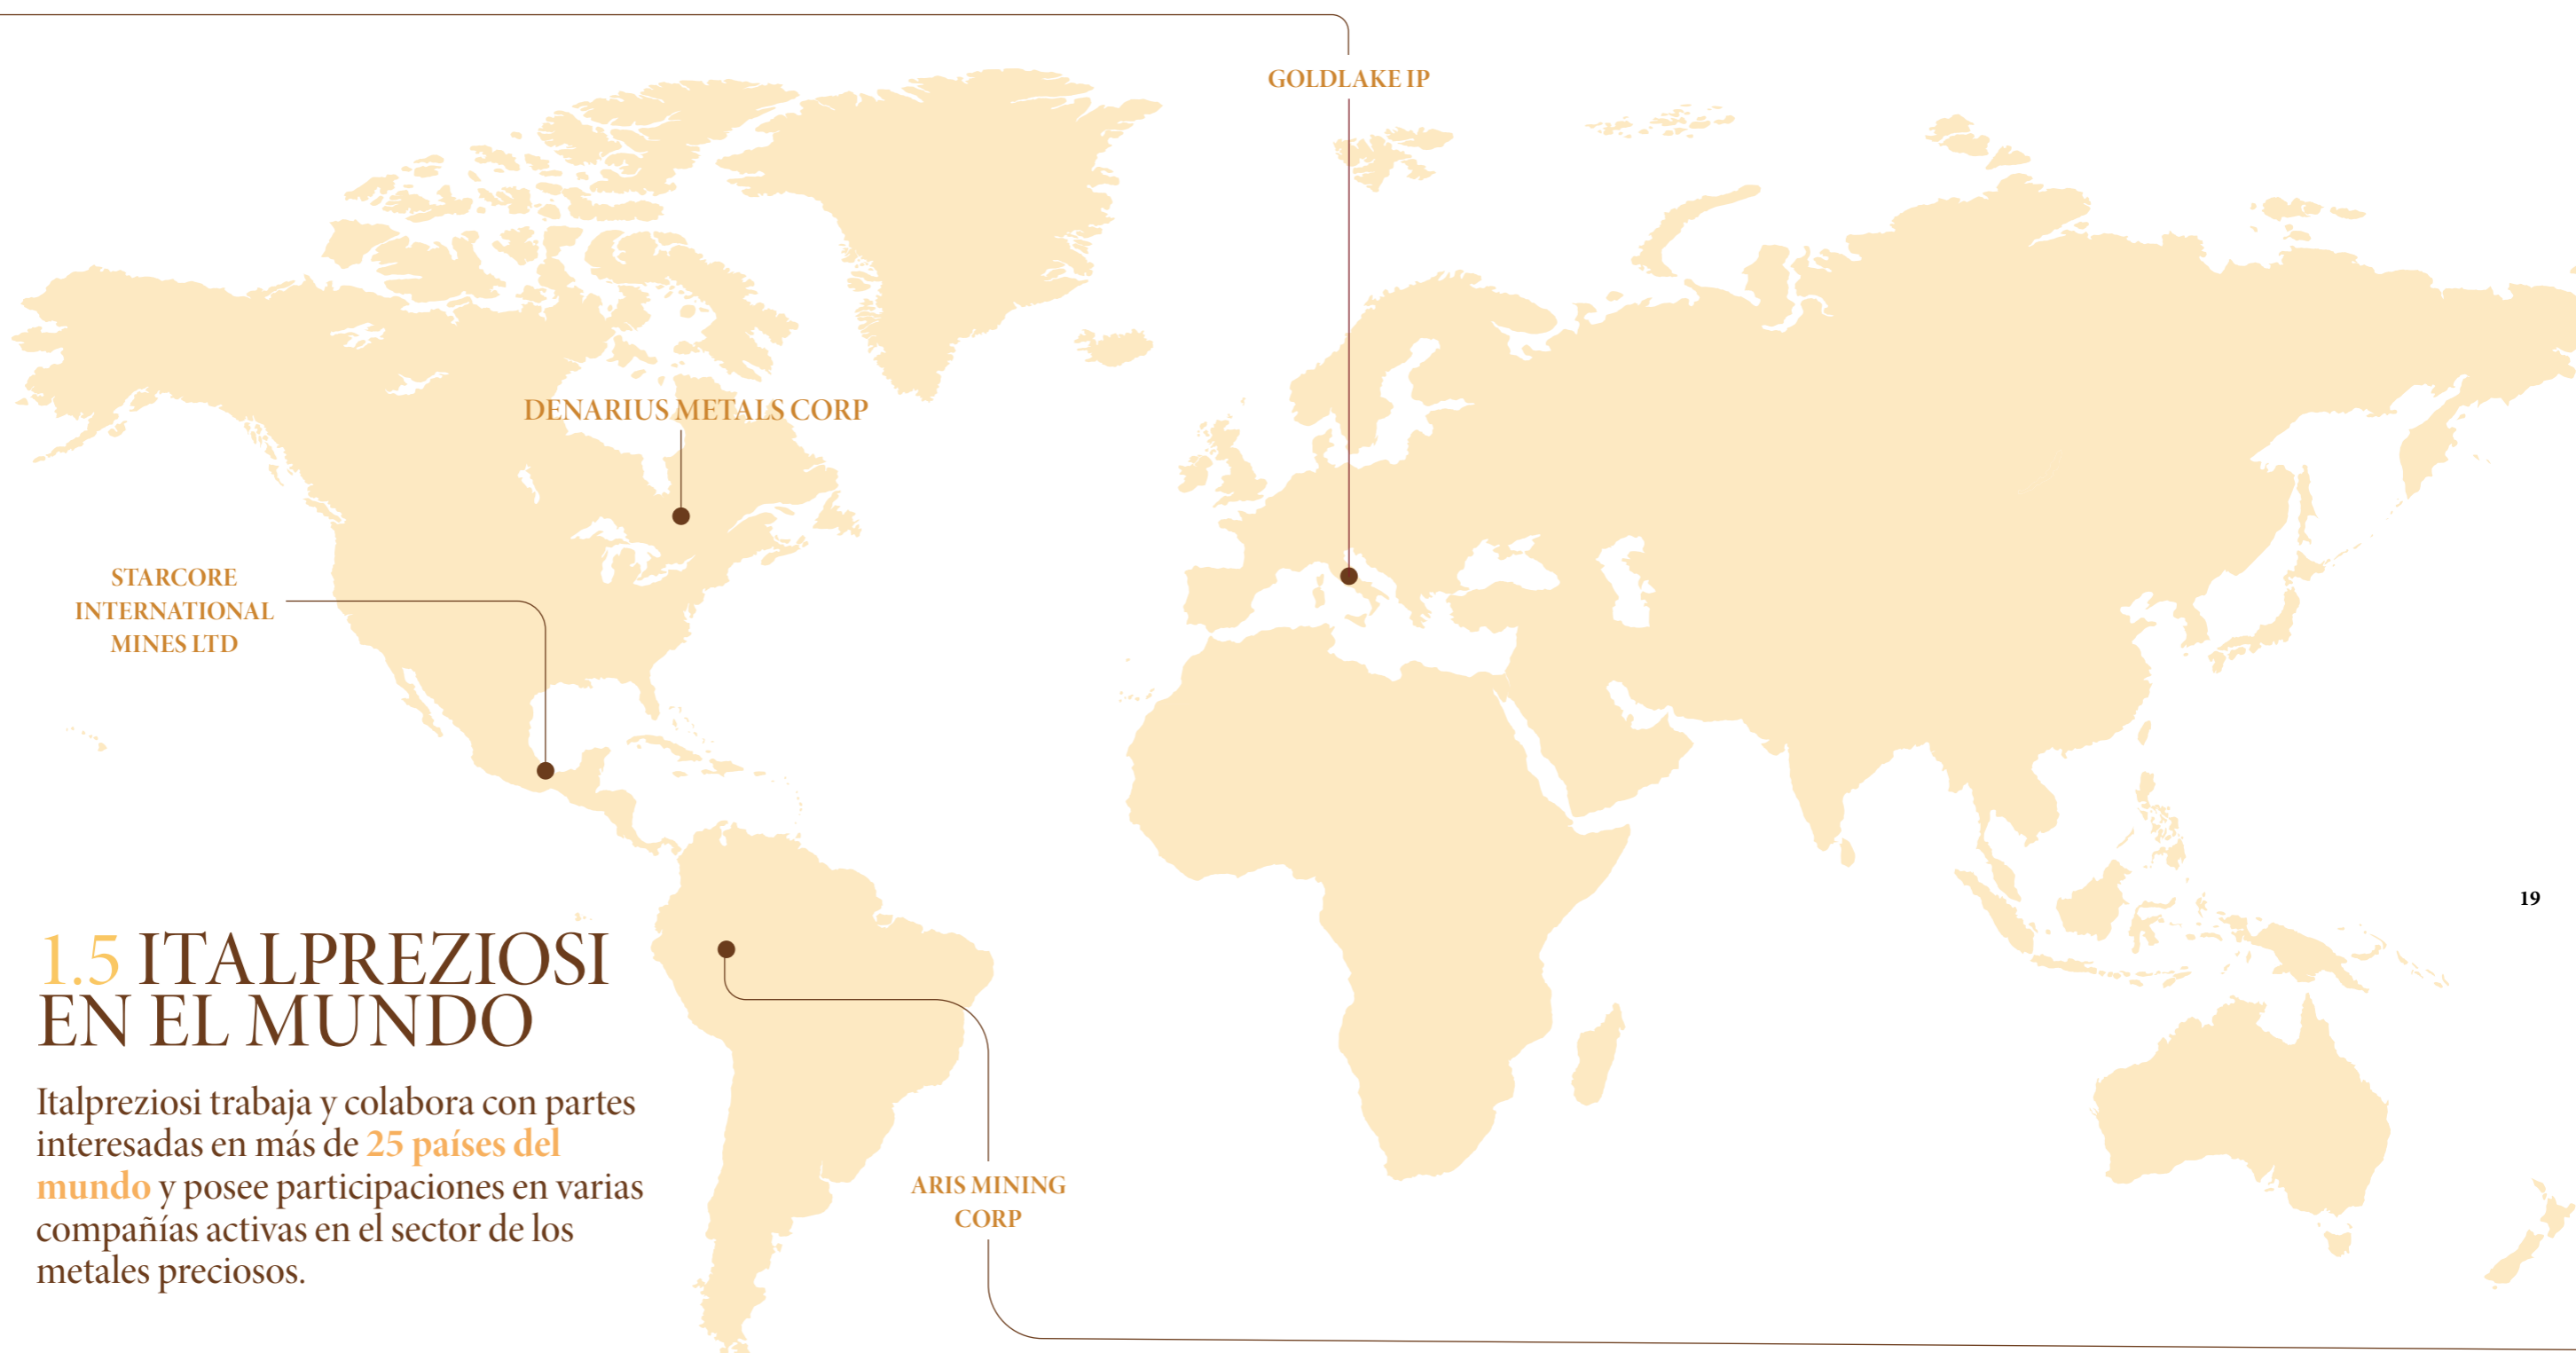 GOLDLAKE IP
DENARIUS METALS CORP
STARCORE
INTERNATIONAL
MINES LTD
19
1.5 ITALPREZIOSI
EN EL MUNDO
Italpreziosi trabaja y colabora con partes
interesadas en más de 25 países del
mundo y posee participaciones en varias
compañías activas en el sector de los
metales preciosos.
ARIS MINING
CORP